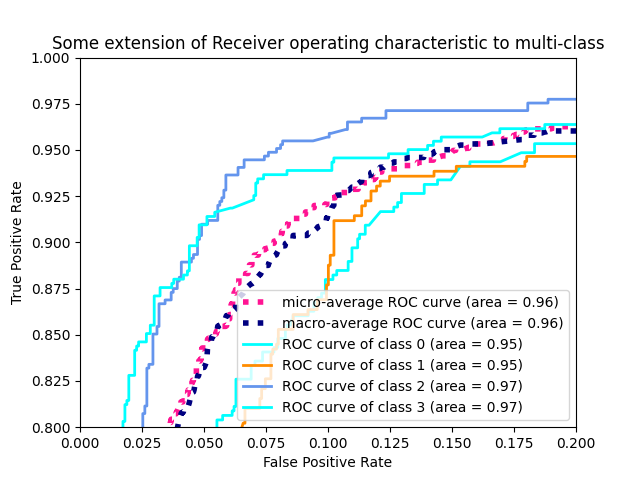 Some extension of Receiver operating characteristic to multi-class
1.000
0.975
0.950
0.925
0.900
0.875
0.850
0.825
0.800
True Positive Rate
micro-average ROC curve (area = 0.96)
macro-average ROC curve (area = 0.96)
ROC curve of class 0 (area = 0.95)
ROC curve of class 1 (area = 0.95)
ROC curve of class 2 (area = 0.97)
ROC curve of class 3 (area = 0.97)
0.000 0.025 0.050 0.075 0.100 0.125 0.150 0.175 0.200
False Positive Rate